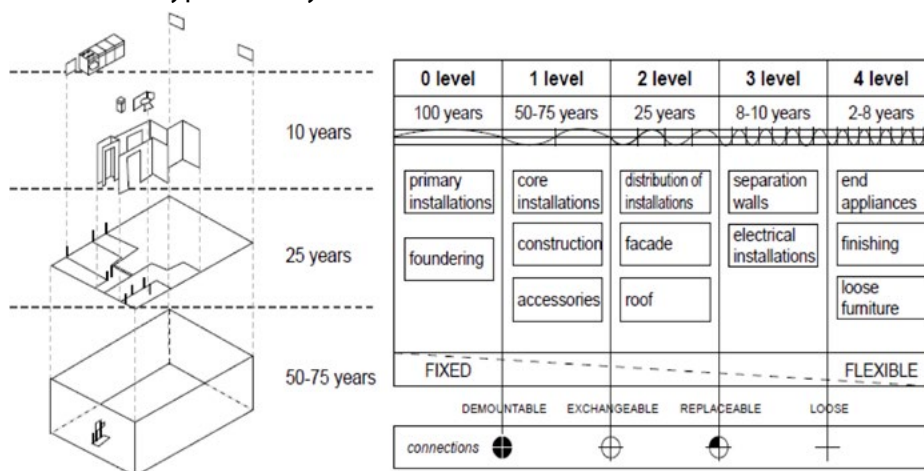 10 years
25 years
50-75 years
0 level 1 level 2 level 3 level 4 level
100 years 50-75 years 25 years 8-10 years 2-8 years
primary
installations
foundering
core
installations
construction
accessories
distribution of
installations
facade
roof
separation
walls
electrical
installations
end
appliances
finishing
loose
furniture
FIXED FLEXIBLE
DEMOUNTABLE EXCHANGEABLE REPLACEABLE LOOSE
connections